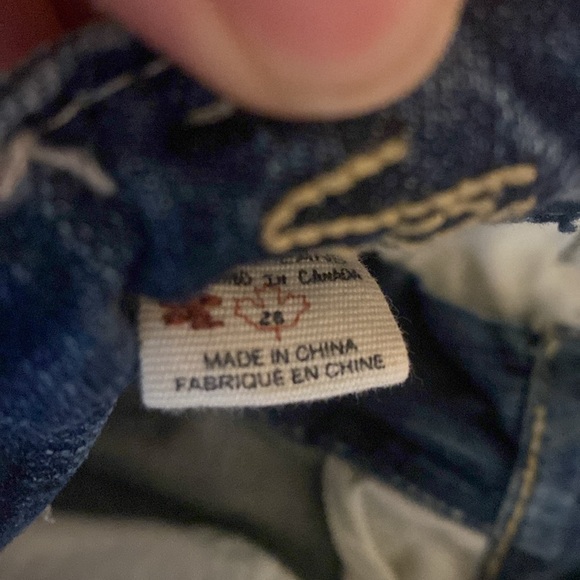 IN CANADA
28
MADE IN CHINA
FABRIQUÉ EN CHINE